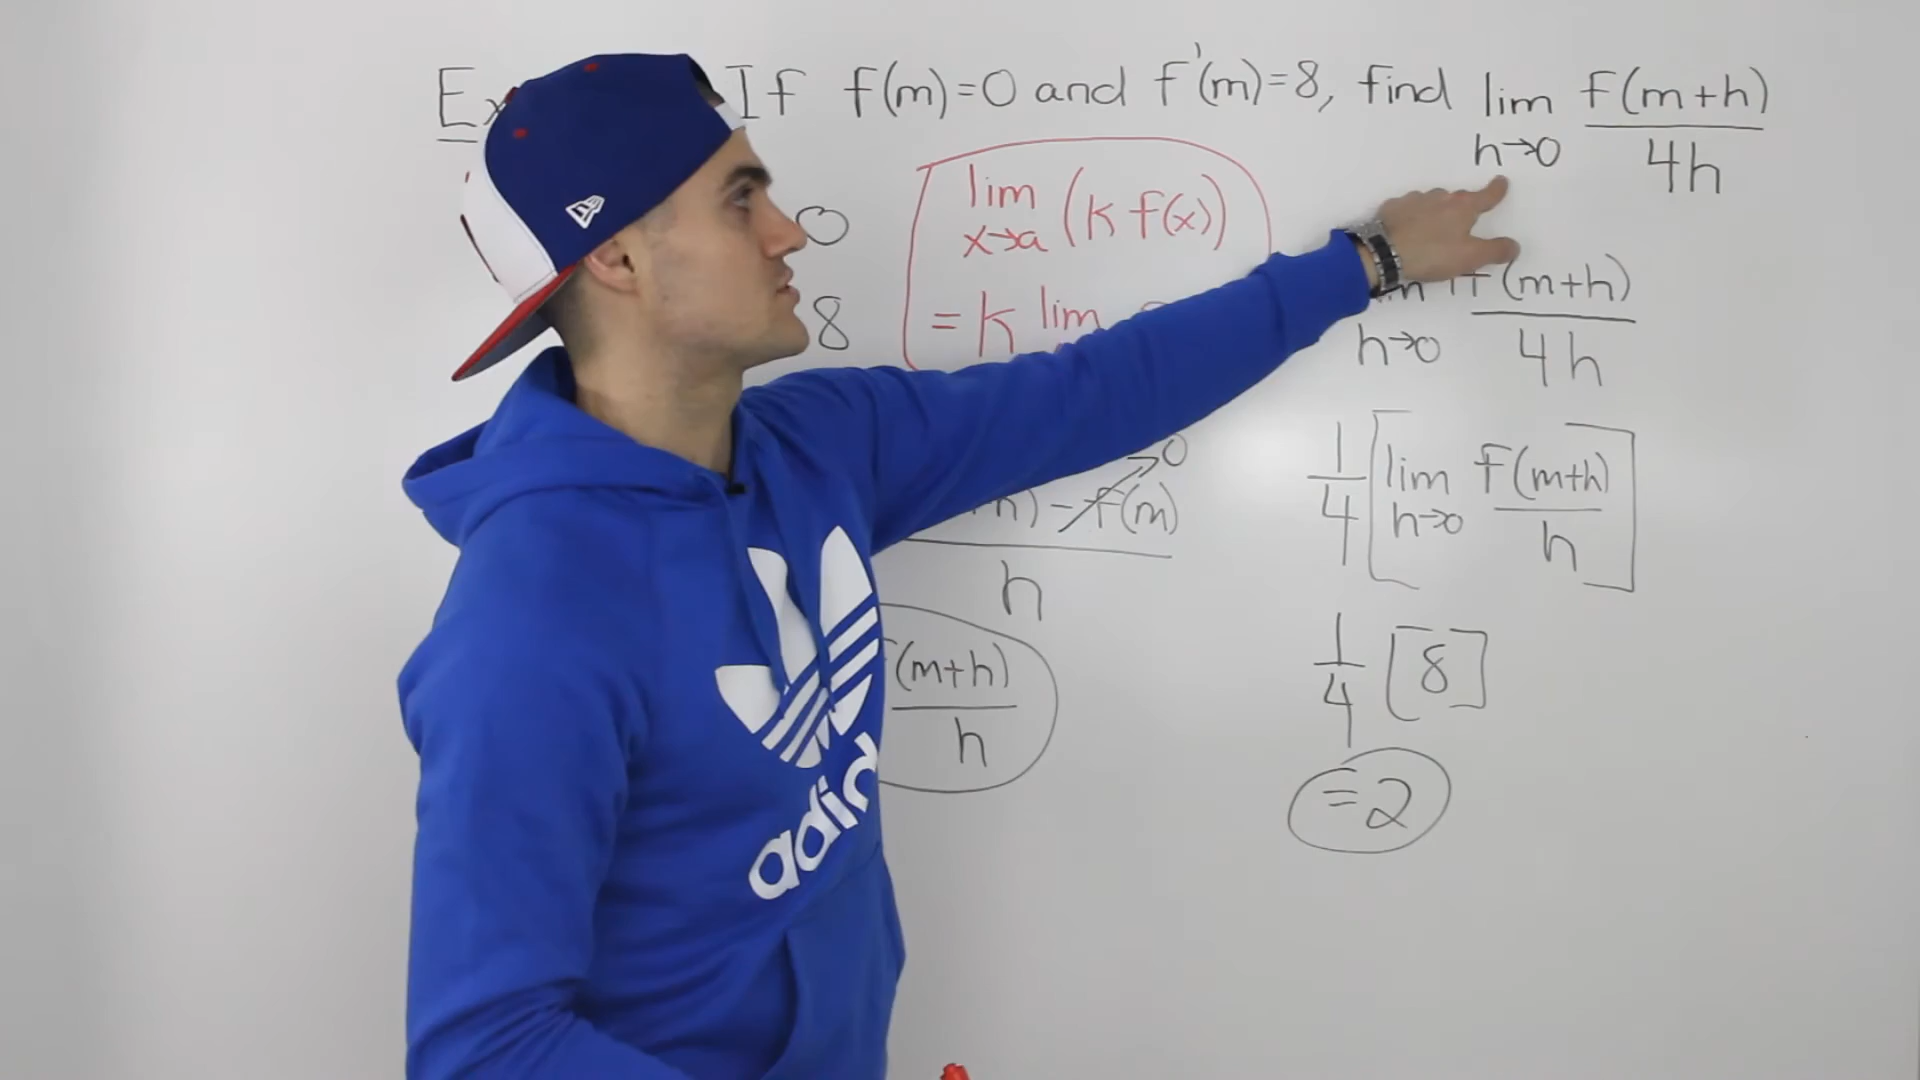 If f(m)=0 and f'(m)=8, find lim h→0 f(m+h)/4h
0
8
lim x→a (k f(x))
= k lim
f(m+h)/4h
h→0
) - f(m) → 0
h
(m+h)/h
1/4 [lim h→0 f(m+h)/h]
1/4 [8]
= 2
adid